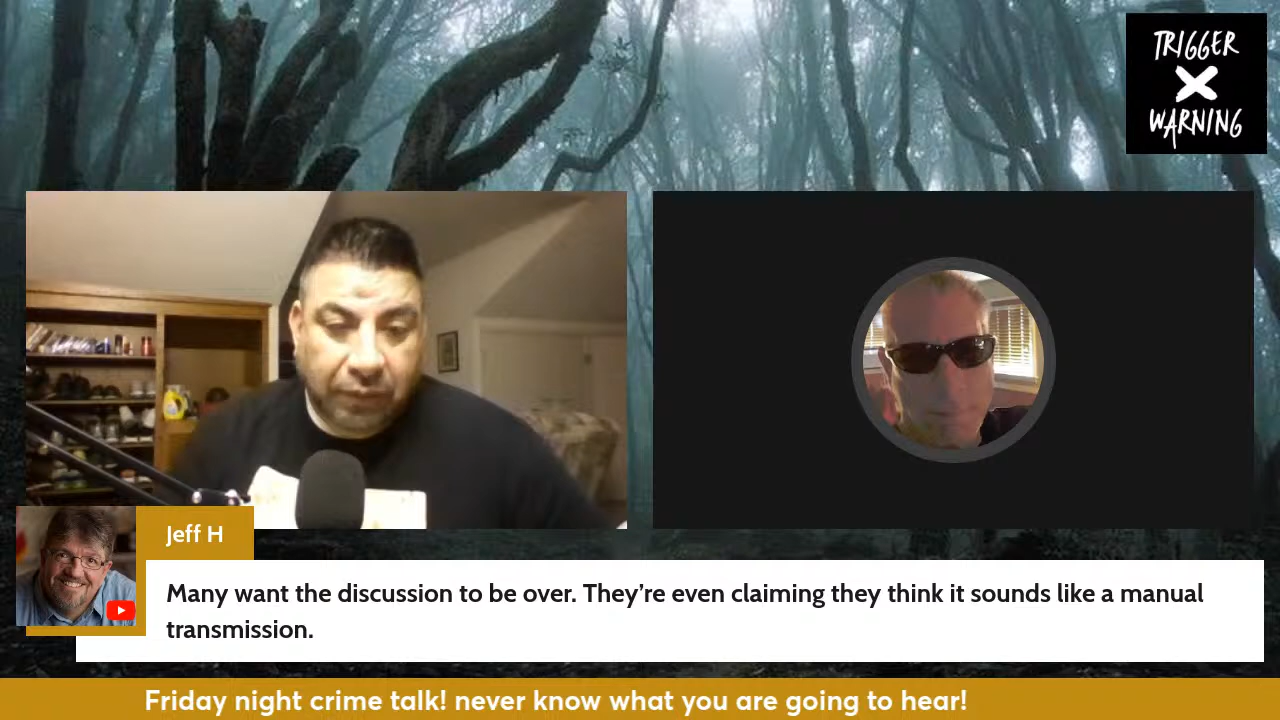 TRIGGER
WARNING
Jeff H
Many want the discussion to be over. They're even claiming they think it sounds like a manual
transmission.
Friday night crime talk! never know what you are going to hear!